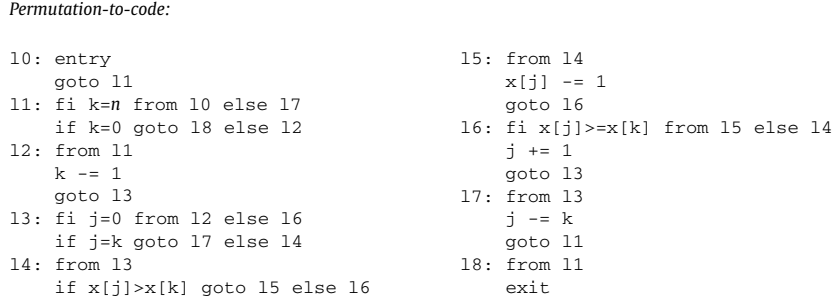 Permutation-to-code:
l0: entry
goto l1
l1: fi k=n from l0 else l7
if k=0 goto l8 else l2
l2: from l1
k -= 1
goto l3
l3: fi j=0 from l2 else l6
if j=k goto l7 else l4
l4: from l3
if x[j]>x[k] goto l5 else l6
l5: from l4
x[j] -= 1
goto l6
l6: fi x[j]>=x[k] from l5 else l4
j += 1
goto l3
l7: from l3
j -= k
goto l1
l8: from l1
exit